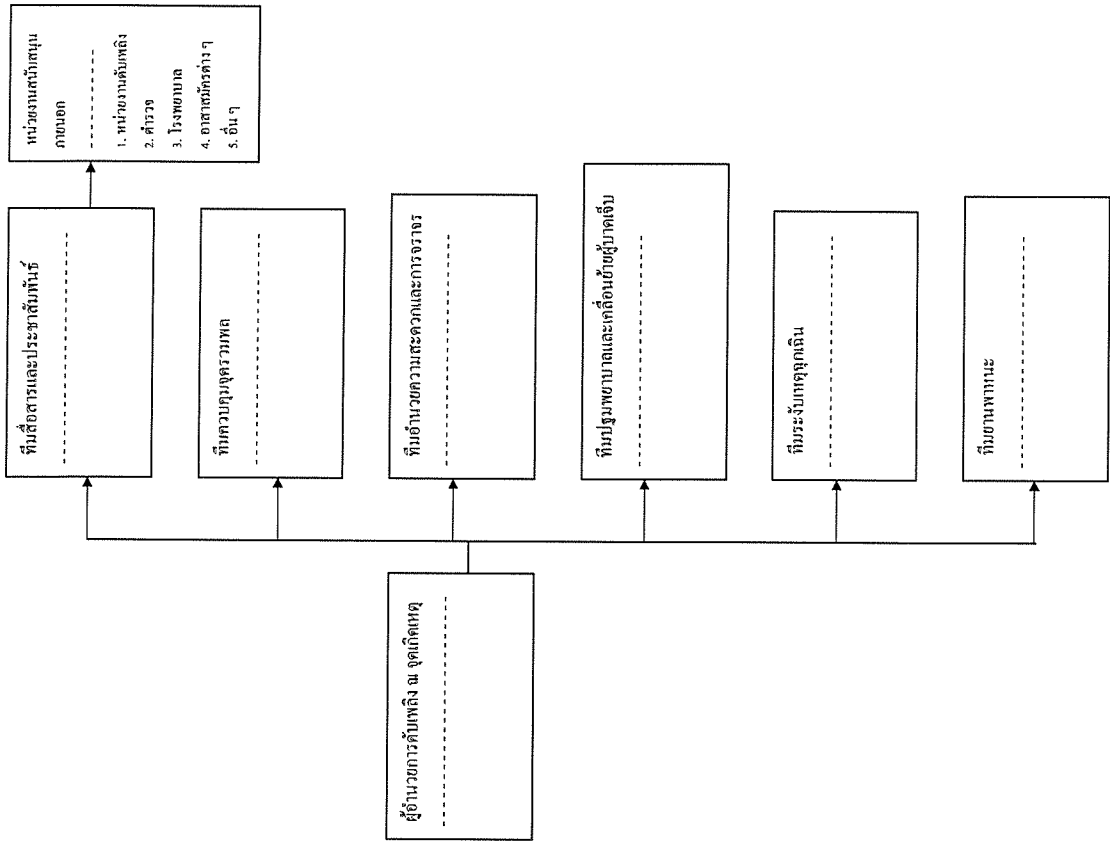 ผู้อำนวยการดับเพลิง ณ จุดเกิดเหตุ
ทีมสื่อสารและประชาสัมพันธ์
ทีมควบคุมจุดรวมพล
ทีมอำนวยความสะดวกและการจราจร
ทีมปฐมพยาบาลและเคลื่อนย้ายผู้บาดเจ็บ
ทีมระงับเหตุฉุกเฉิน
ทีมยานพาหนะ
หน่วยงานสนับสนุน
ภายนอก
1. หน่วยงานดับเพลิง
2. ตำรวจ
3. โรงพยาบาล
4. อาสาสมัครต่าง ๆ
5. อื่น ๆ